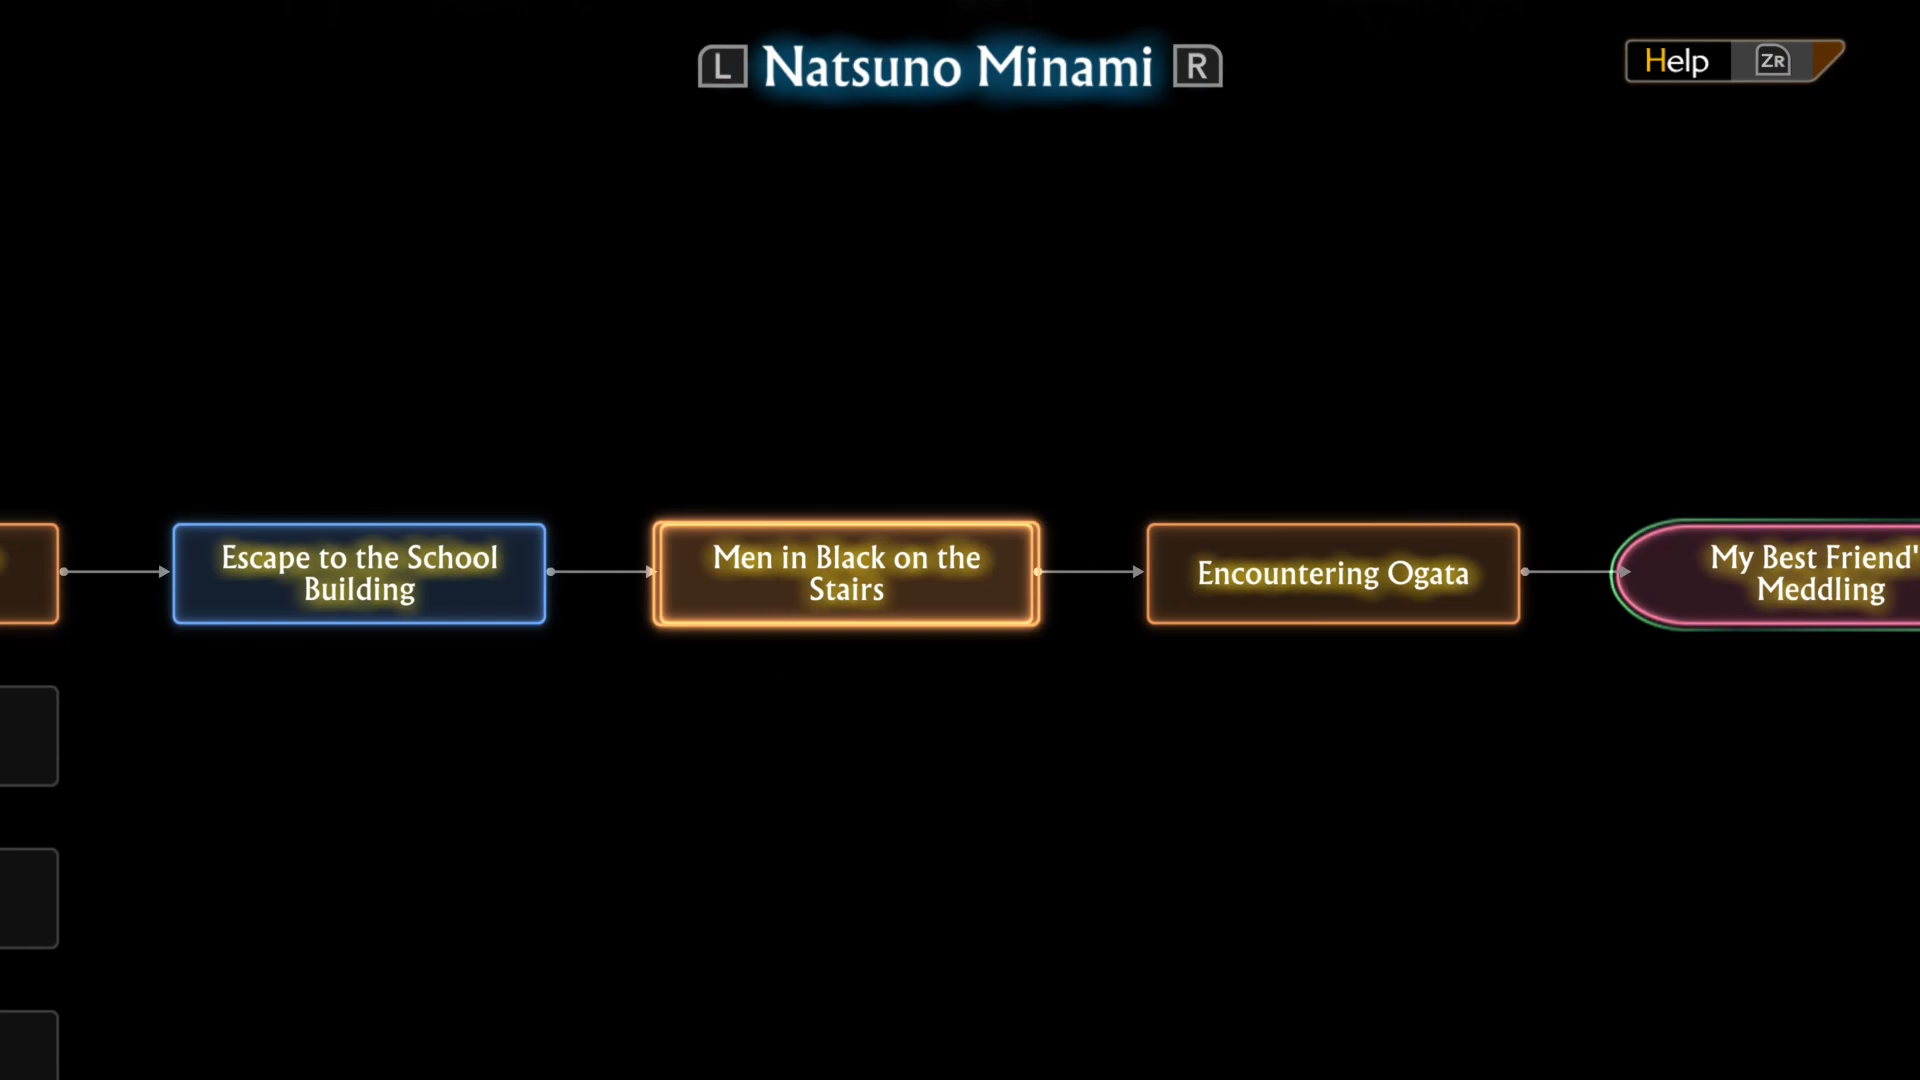 L Natsuno Minami R
Help ZR
Escape to the School
Building
Men in Black on the
Stairs
Encountering Ogata
My Best Friend'
Meddling